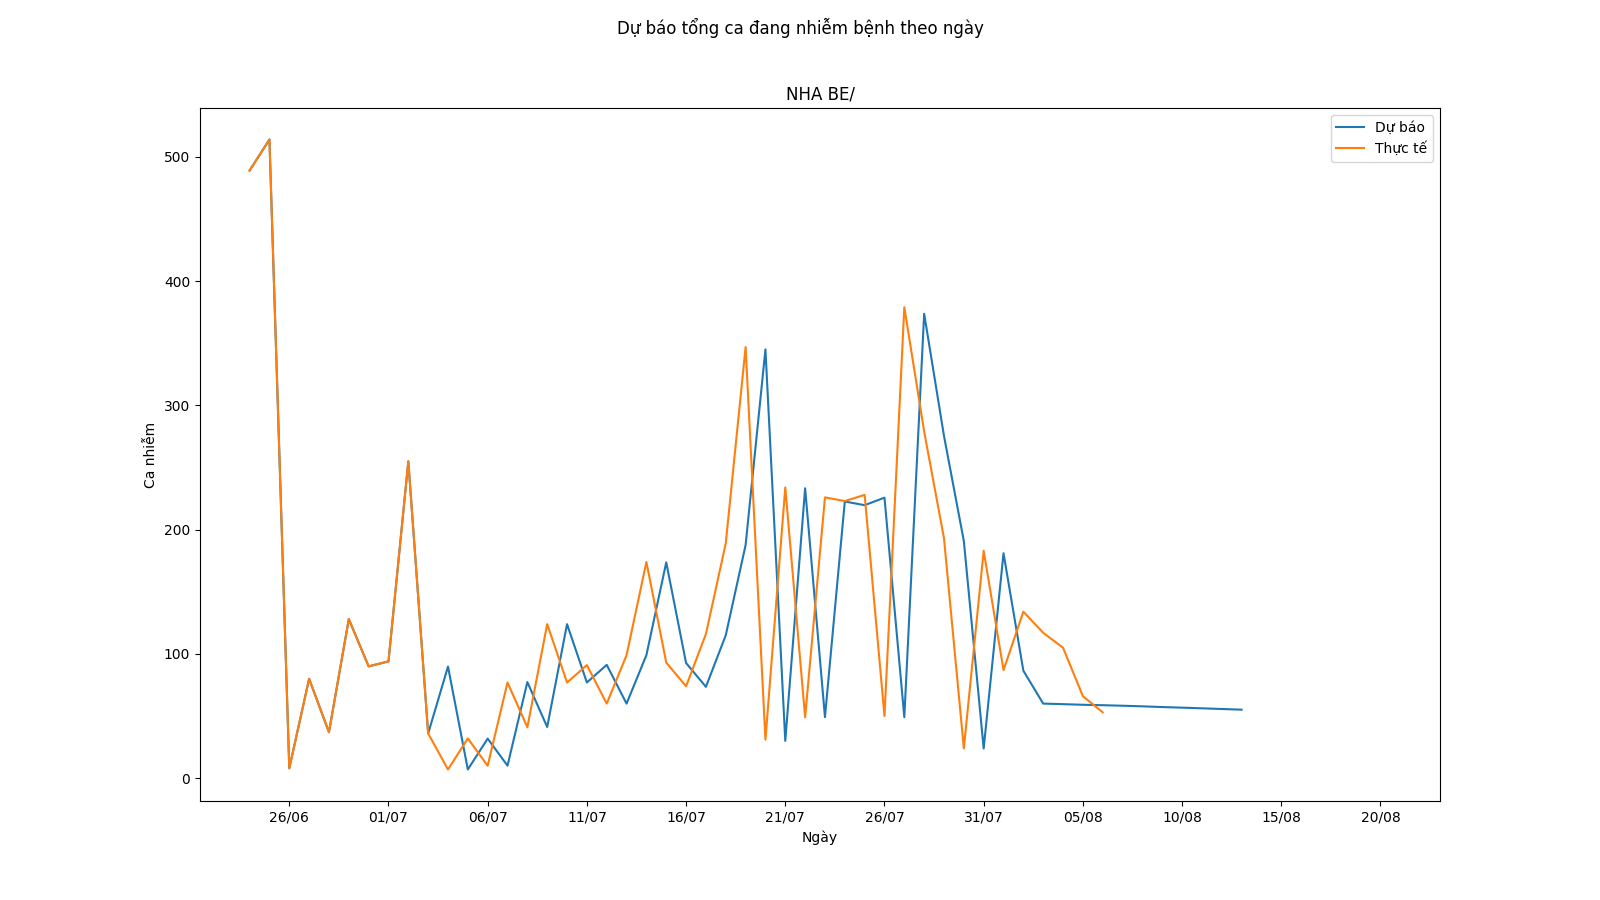 Dự báo tổng ca đang nhiễm bệnh theo ngày
NHA BE/
Dự báo
Thực tế
500
400
300
200
100
0
Ca nhiễm
26/06 01/07 06/07 11/07 16/07 21/07 26/07 31/07 05/08 10/08 15/08 20/08
Ngày